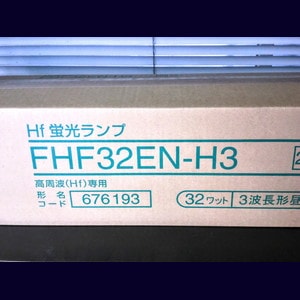 Hf 蛍光ランプ
FHF32EN-H3
高周波(Hf)専用
形名コード 676193
32ワット 3波長形昼